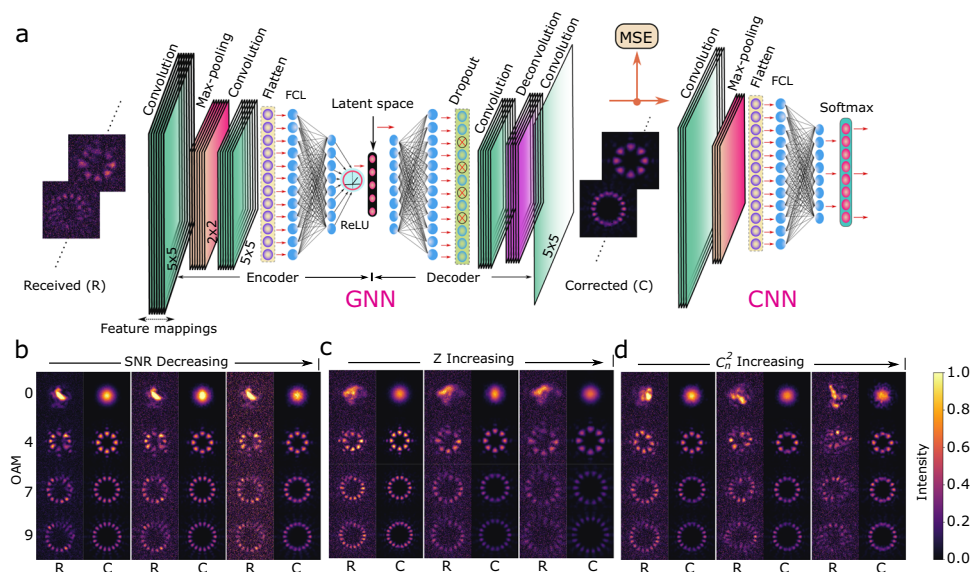 a
Convolution
Max-pooling
Convolution
Flatten
FCL
Latent space
ReLU
Dropout
Convolution
Deconvolution
Convolution
MSE
Convolution
Max-pooling
Flatten
FCL
Softmax
5x5
2x2
5x5
5x5
Received (R)
Encoder
Decoder
Corrected (C)
GNN
CNN
Feature mappings
b
SNR Decreasing
c
Z Increasing
d
C_n^2 Increasing
OAM
0
4
7
9
R C R C R C
R C R C R C
R C R C R C
1.0
0.8
0.6
0.4
0.2
0.0
Intensity